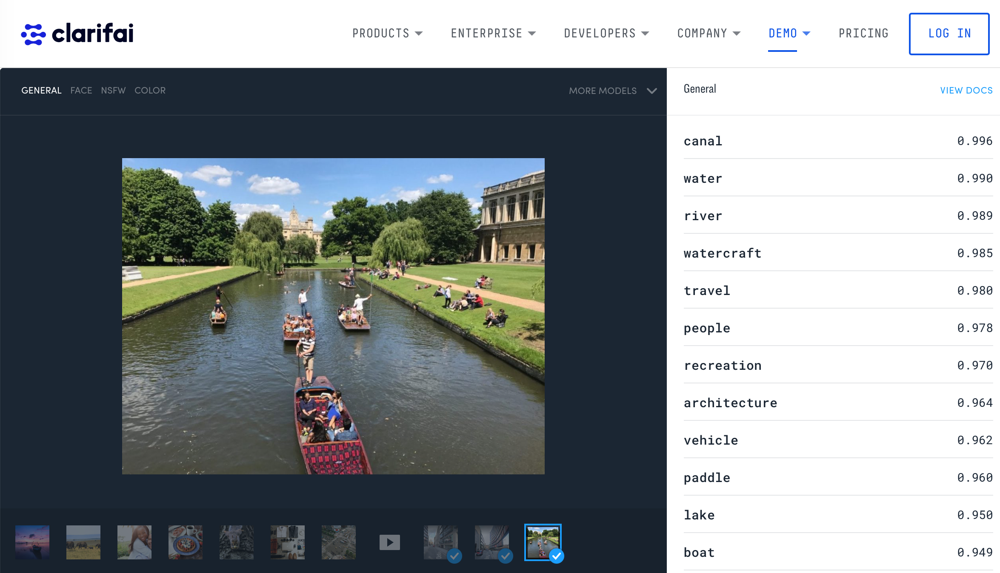 clarifai
PRODUCTS
ENTERPRISE
DEVELOPERS
COMPANY
DEMO
PRICING
LOG IN
GENERAL FACE NSFW COLOR
MORE MODELS
General
VIEW DOCS
canal 0.996
water 0.990
river 0.989
watercraft 0.985
travel 0.980
people 0.978
recreation 0.970
architecture 0.964
vehicle 0.962
paddle 0.960
lake 0.950
boat 0.949